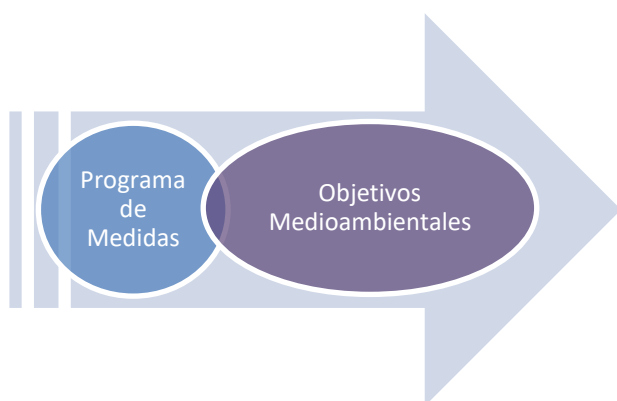 Programa
de
Medidas
Objetivos
Medioambientales